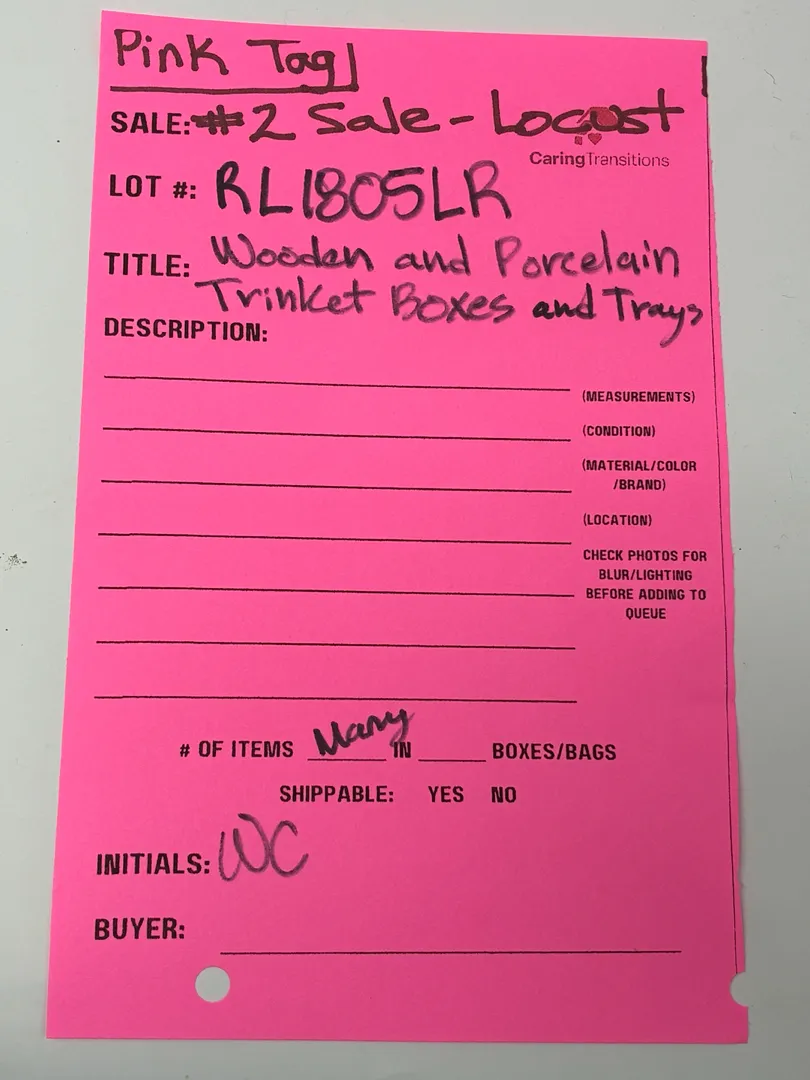 Pink Tag
SALE: #2 Sale - Locust
CaringTransitions
LOT #: RL1805LR
TITLE: Wooden and Porcelain
Trinket Boxes and Trays
DESCRIPTION:
(MEASUREMENTS)
(CONDITION)
(MATERIAL/COLOR
/BRAND)
(LOCATION)
CHECK PHOTOS FOR
BLUR/LIGHTING
BEFORE ADDING TO
QUEUE
# OF ITEMS Many IN BOXES/BAGS
SHIPPABLE: YES NO
INITIALS: WC
BUYER: